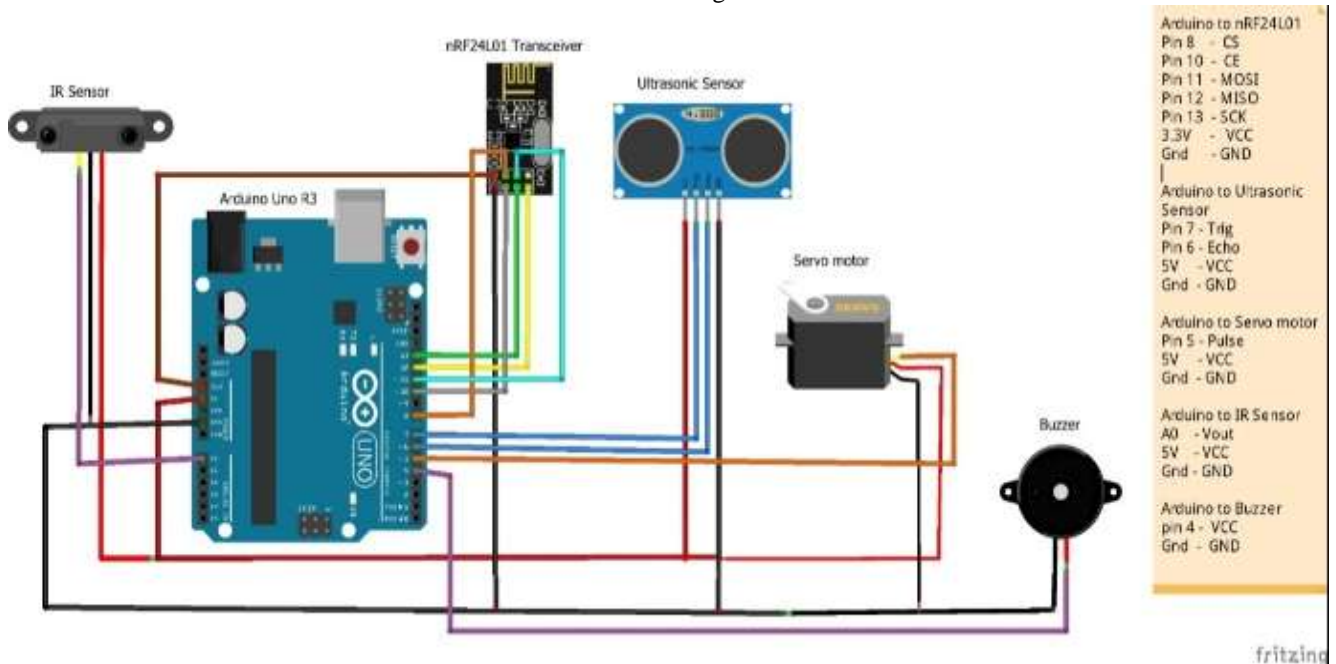 nRF24L01 Transceiver
IR Sensor
Ultrasonic Sensor
Arduino Uno R3
Servo motor
Buzzer
UNO
Arduino to nRF24L01
Pin 8 - CS
Pin 10 - CE
Pin 11 - MOSI
Pin 12 - MISO
Pin 13 - SCK
3.3V - VCC
Gnd - GND
Arduino to Ultrasonic
Sensor
Pin 7 - Trig
Pin 6 - Echo
5V - VCC
Gnd - GND
Arduino to Servo motor
Pin 5 - Pulse
5V - VCC
Gnd - GND
Arduino to IR Sensor
A0 - Vout
5V - VCC
Gnd - GND
Arduino to Buzzer
pin 4 - VCC
Gnd - GND
fritzing